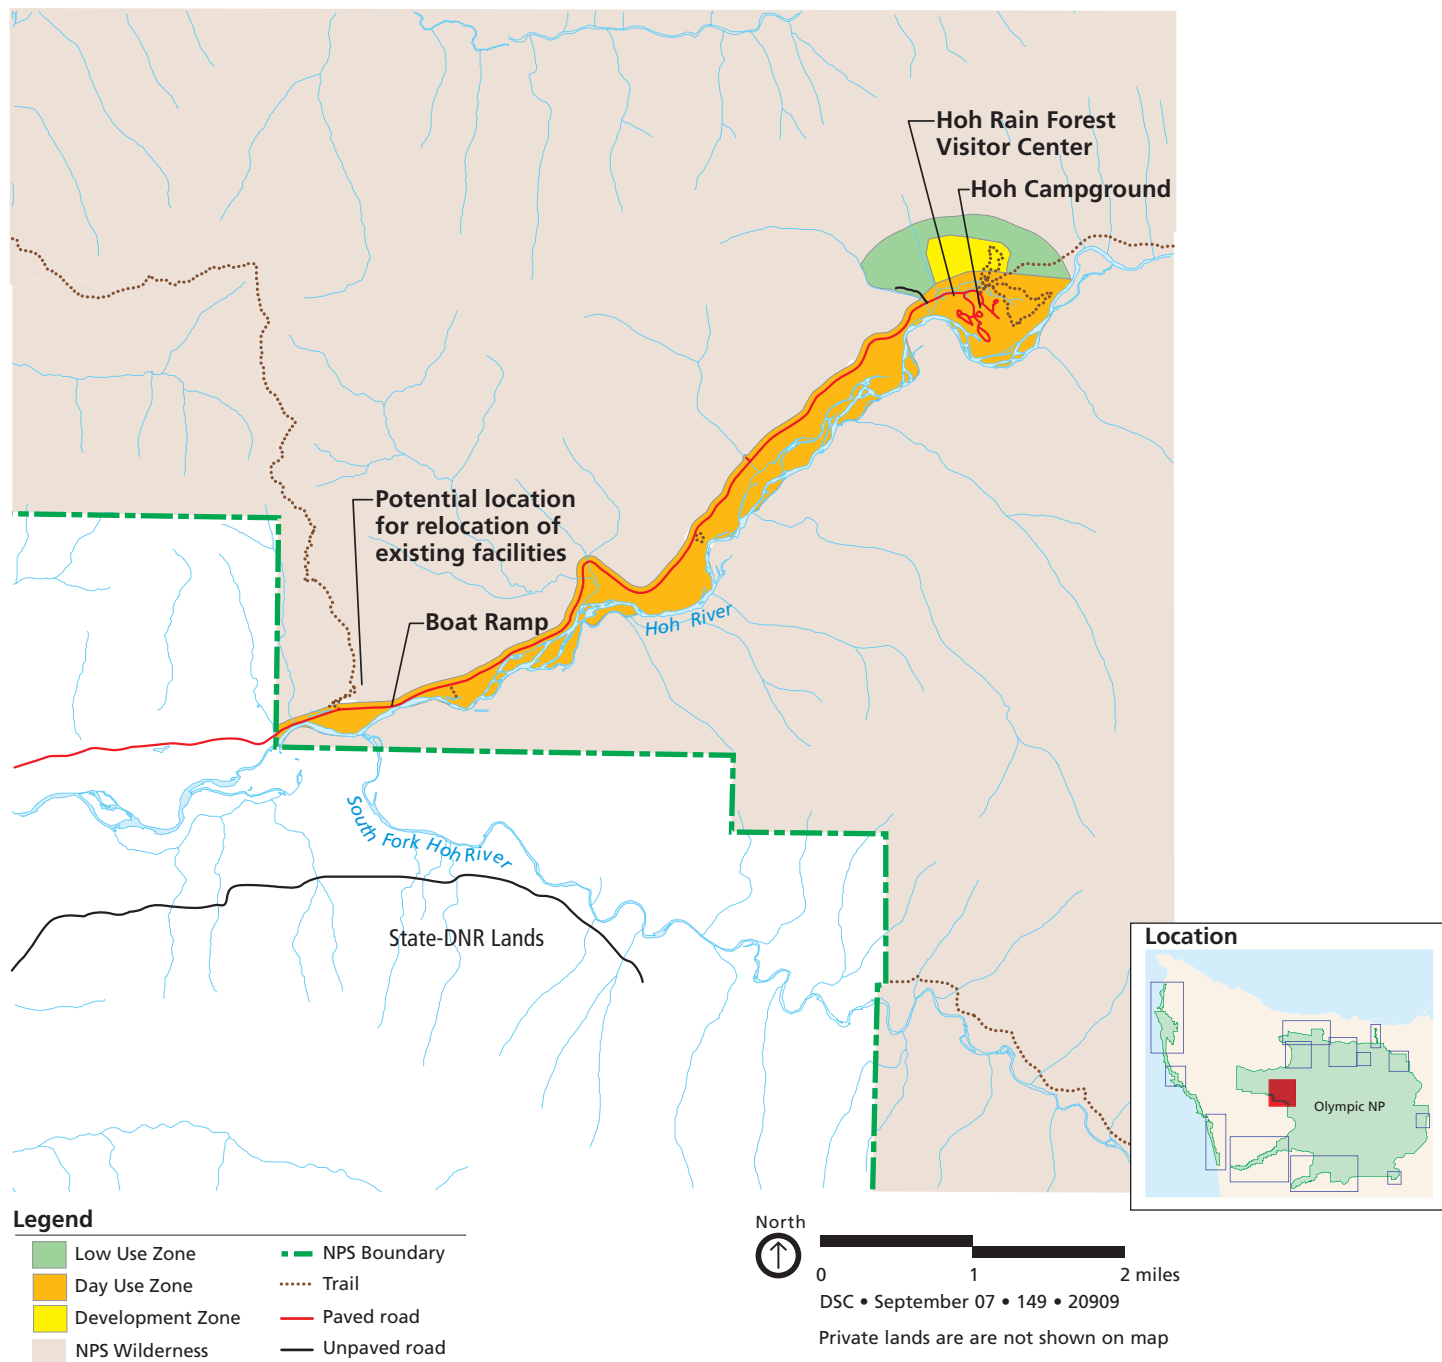 Hoh Rain Forest
Visitor Center
Hoh Campground
Potential location
for relocation of
existing facilities
Boat Ramp
Hoh River
South Fork Hoh River
State-DNR Lands
Location
Olympic NP
Legend
Low Use Zone
Day Use Zone
Development Zone
NPS Wilderness
NPS Boundary
Trail
Paved road
Unpaved road
North
0 1 2 miles
DSC • September 07 • 149 • 20909
Private lands are are not shown on map